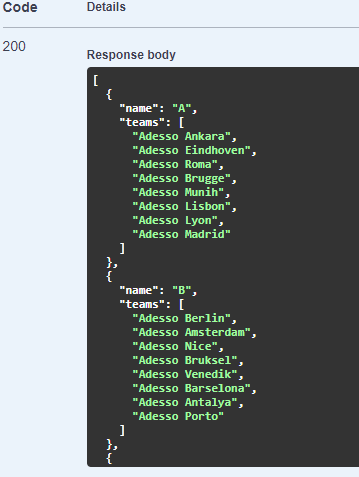 Code Details
200
Response body
[
  {
    "name": "A",
    "teams": [
      "Adesso Ankara",
      "Adesso Eindhoven",
      "Adesso Roma",
      "Adesso Brugge",
      "Adesso Munih",
      "Adesso Lisbon",
      "Adesso Lyon",
      "Adesso Madrid"
    ]
  },
  {
    "name": "B",
    "teams": [
      "Adesso Berlin",
      "Adesso Amsterdam",
      "Adesso Nice",
      "Adesso Bruksel",
      "Adesso Venedik",
      "Adesso Barselona",
      "Adesso Antalya",
      "Adesso Porto"
    ]
  },
  {